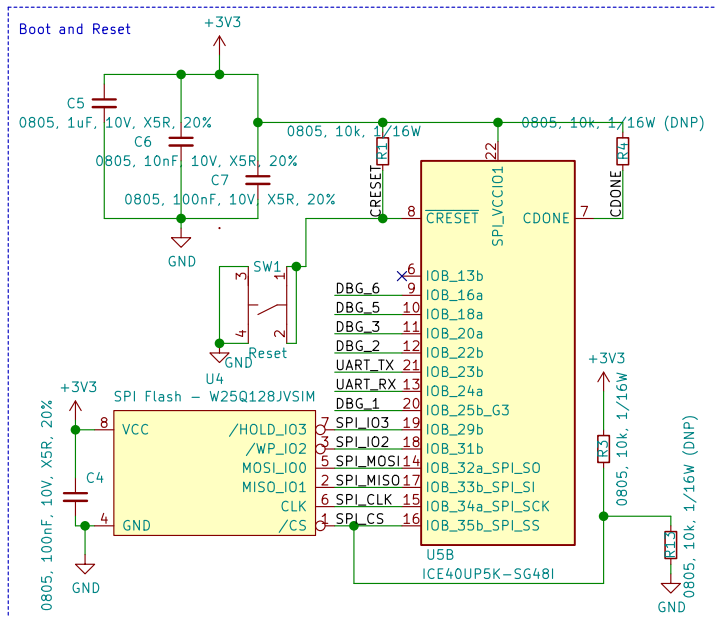 Boot and Reset
+3V3
C5
0805, 1uF, 10V, X5R, 20%
C6
0805, 10nF, 10V, X5R, 20%
C7
0805, 100nF, 10V, X5R, 20%
GND
0805, 10k, 1/16W
R1
CRESET
0805, 10k, 1/16W (DNP)
R4
CDONE
22
SPI_VCCIO1
8 CRESET
CDONE 7
SW1
3
1
4
2
Reset
GND
6 IOB_13b
DBG_6 9 IOB_16a
DBG_5 10 IOB_18a
DBG_3 11 IOB_20a
DBG_2 12 IOB_22b
UART_TX 21 IOB_23b
UART_RX 13 IOB_24a
DBG_1 20 IOB_25b_G3
SPI_IO3 19 IOB_29b
SPI_IO2 18 IOB_31b
SPI_MOSI 14 IOB_32a_SPI_SO
SPI_MISO 17 IOB_33b_SPI_SI
SPI_CLK 15 IOB_34a_SPI_SCK
SPI_CS 16 IOB_35b_SPI_SS
U5B
ICE40UP5K-SG48I
U4
SPI Flash - W25Q128JVSIM
+3V3
8 VCC
/HOLD_IO3 7
/WP_IO2 3
MOSI_IO0 5
MISO_IO1 2
CLK 6
/CS 1
4 GND
C4
0805, 100nF, 10V, X5R, 20%
GND
+3V3
R3
0805, 10k, 1/16W
R13
0805, 10k, 1/16W (DNP)
GND